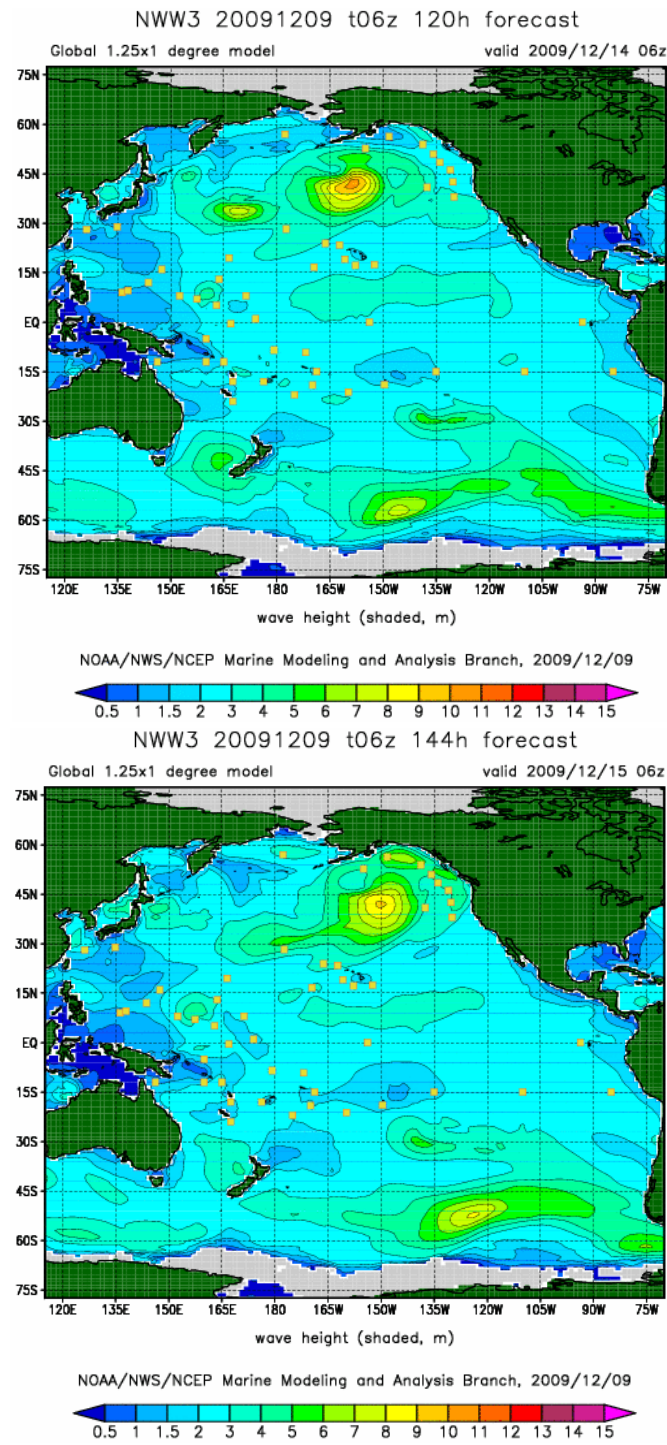 NWW3 20091209 t06z 120h forecast
Global 1.25x1 degree model valid 2009/12/14 06z
75N
60N
45N
30N
15N
EQ
15S
30S
45S
60S
75S
120E 135E 150E 165E 180 165W 150W 135W 120W 105W 90W 75W
wave height (shaded, m)
NOAA/NWS/NCEP Marine Modeling and Analysis Branch, 2009/12/09
0.5 1 1.5 2 3 4 5 6 7 8 9 10 11 12 13 14 15
NWW3 20091209 t06z 144h forecast
Global 1.25x1 degree model valid 2009/12/15 06z
75N
60N
45N
30N
15N
EQ
15S
30S
45S
60S
75S
120E 135E 150E 165E 180 165W 150W 135W 120W 105W 90W 75W
wave height (shaded, m)
NOAA/NWS/NCEP Marine Modeling and Analysis Branch, 2009/12/09
0.5 1 1.5 2 3 4 5 6 7 8 9 10 11 12 13 14 15